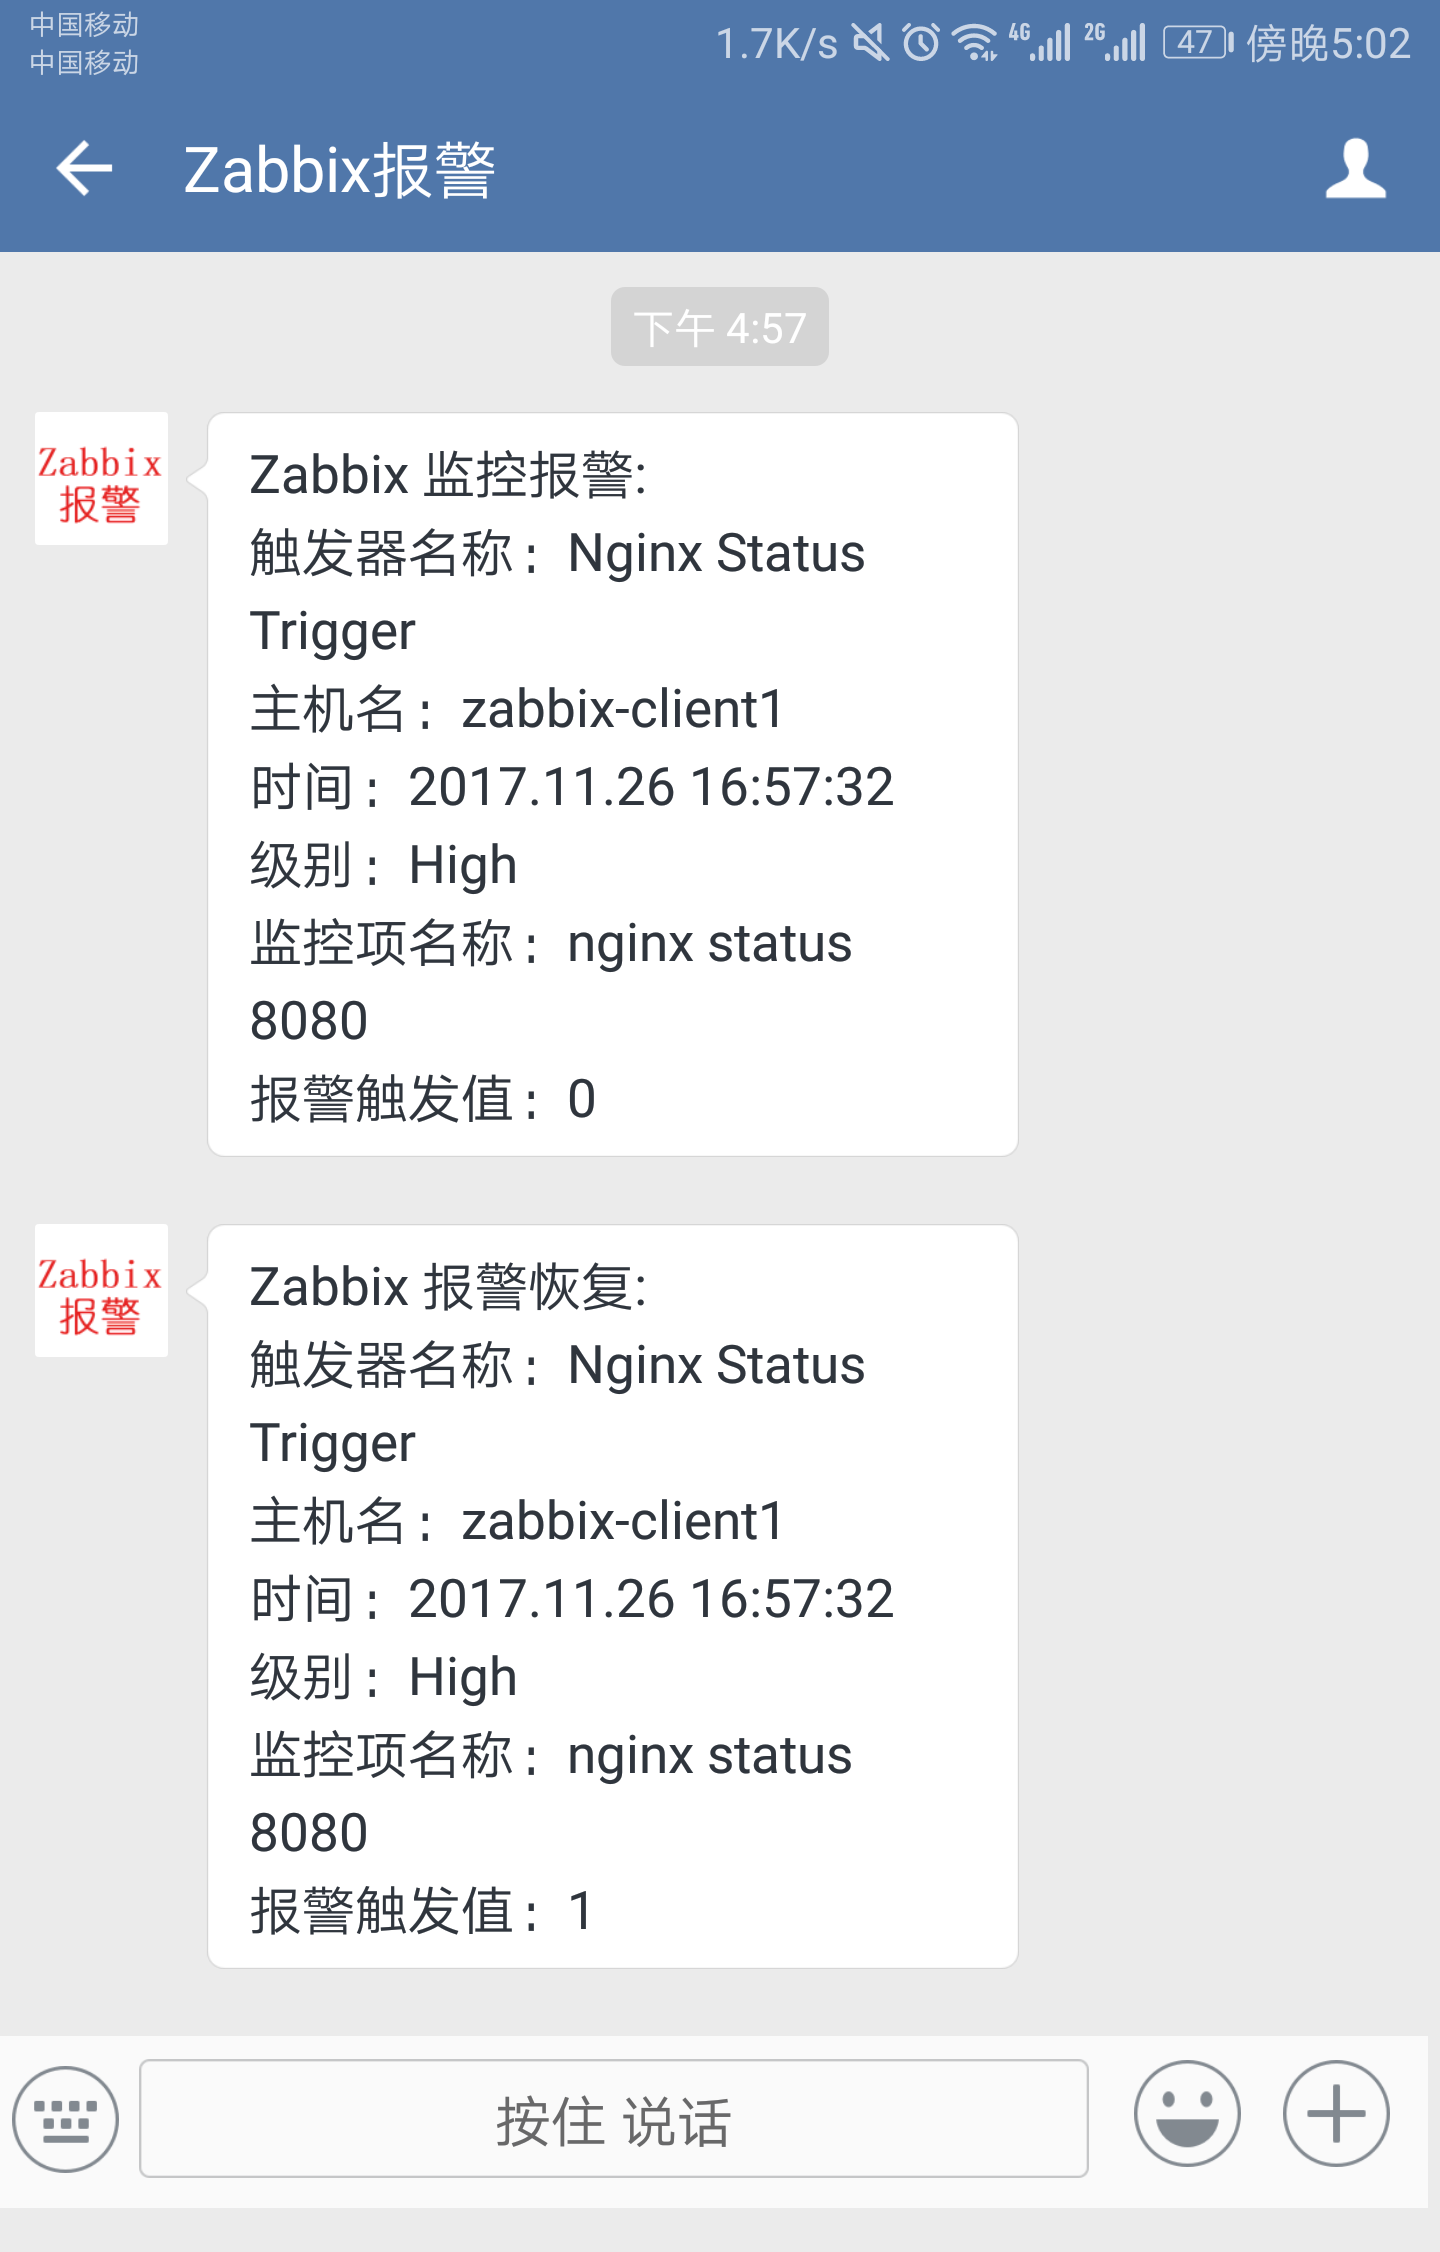 中国移动
中国移动
1.7K/s 4G 2G 47 傍晚5:02
Zabbix报警
下午 4:57
Zabbix
报警
Zabbix 监控报警:
触发器名称：Nginx Status
Trigger
主机名：zabbix-client1
时间：2017.11.26 16:57:32
级别：High
监控项名称：nginx status
8080
报警触发值：0
Zabbix
报警
Zabbix 报警恢复:
触发器名称：Nginx Status
Trigger
主机名：zabbix-client1
时间：2017.11.26 16:57:32
级别：High
监控项名称：nginx status
8080
报警触发值：1
按住 说话